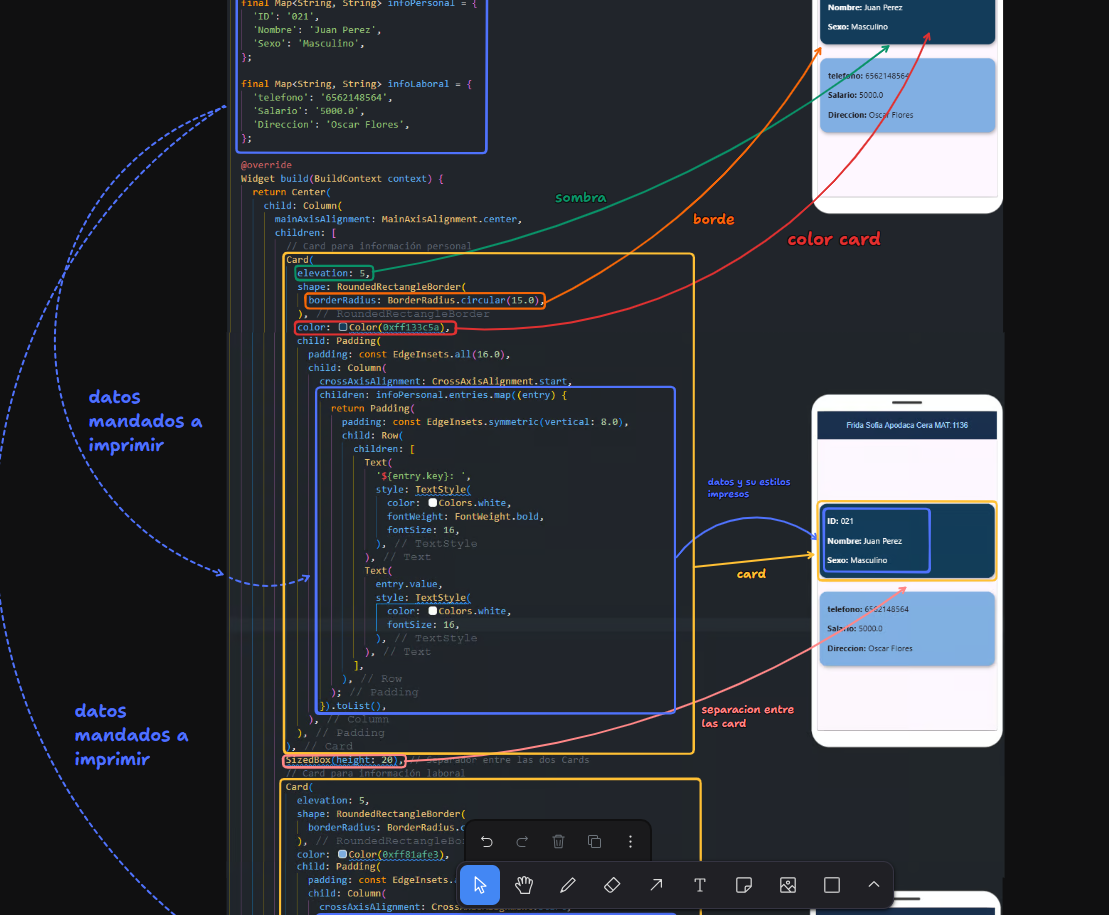 final Map<String, String> infoPersonal = {
'ID': '021',
'Nombre': 'Juan Perez',
'Sexo': 'Masculino',
};
final Map<String, String> infoLaboral = {
'telefono': '6562148564',
'Salario': '5000.0',
'Direccion': 'Oscar Flores',
};
@override
Widget build(BuildContext context) {
return Center(
child: Column(
mainAxisAlignment: MainAxisAlignment.center,
children: [
// Card para información personal
Card(
elevation: 5,
shape: RoundedRectangleBorder(
borderRadius: BorderRadius.circular(15.0),
), // RoundedRectangleBorder
color: Color(0xff133c5a),
child: Padding(
padding: const EdgeInsets.all(16.0),
child: Column(
crossAxisAlignment: CrossAxisAlignment.start,
children: infoPersonal.entries.map((entry) {
return Padding(
padding: const EdgeInsets.symmetric(vertical: 8.0),
child: Row(
children: [
Text(
'${entry.key}: ',
style: TextStyle(
color: Colors.white,
fontWeight: FontWeight.bold,
fontSize: 16,
), // TextStyle
), // Text
Text(
entry.value,
style: TextStyle(
color: Colors.white,
fontSize: 16,
), // TextStyle
), // Text
],
), // Row
); // Padding
}).toList(),
), // Column
), // Padding
), // Card
SizedBox(height: 20), // Separador entre las dos Cards
// Card para información laboral
Card(
elevation: 5,
shape: RoundedRectangleBorder(
borderRadius: BorderRadius.c
), // RoundedRectangleBo
color: Color(0xff81afe3),
child: Padding(
padding: const EdgeInsets.
child: Column(
crossAxisAlignment: CrossAxisAlignment.start,
datos
mandados a
imprimir
datos
mandados a
imprimir
sombra
borde
color card
datos y su estilos
impresos
card
separacion entre
las card
Nombre: Juan Perez
Sexo: Masculino
telefono: 6562148564
Salario: 5000.0
Direccion: Oscar Flores
Frida Sofia Apodaca Cera MAT:1136
ID: 021
Nombre: Juan Perez
Sexo: Masculino
telefono: 6562148564
Salario: 5000.0
Direccion: Oscar Flores
T